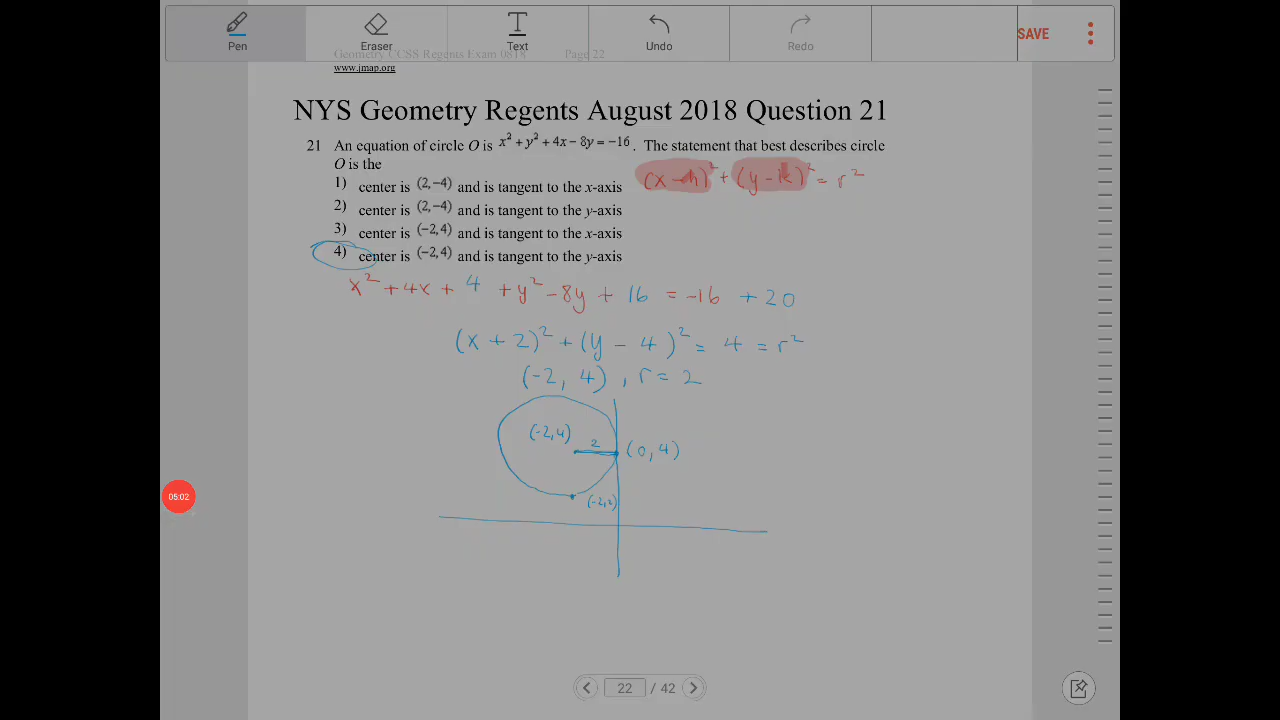 Pen Eraser Text Undo Redo SAVE
Geometry CCSS Regents Exam 0818 Page 22
www.jmap.org
NYS Geometry Regents August 2018 Question 21
21 An equation of circle O is x² + y² + 4x − 8y = −16. The statement that best describes circle
O is the
(x − h)² + (y − k)² = r²
1) center is (2,−4) and is tangent to the x-axis
2) center is (2,−4) and is tangent to the y-axis
3) center is (−2,4) and is tangent to the x-axis
4) center is (−2,4) and is tangent to the y-axis
x² + 4x + 4 + y² − 8y + 16 = −16 + 20
(x + 2)² + (y − 4)² = 4 = r²
(−2, 4), r = 2
(−2,4) 2 (0, 4)
05:02
(−2,2)
22 / 42